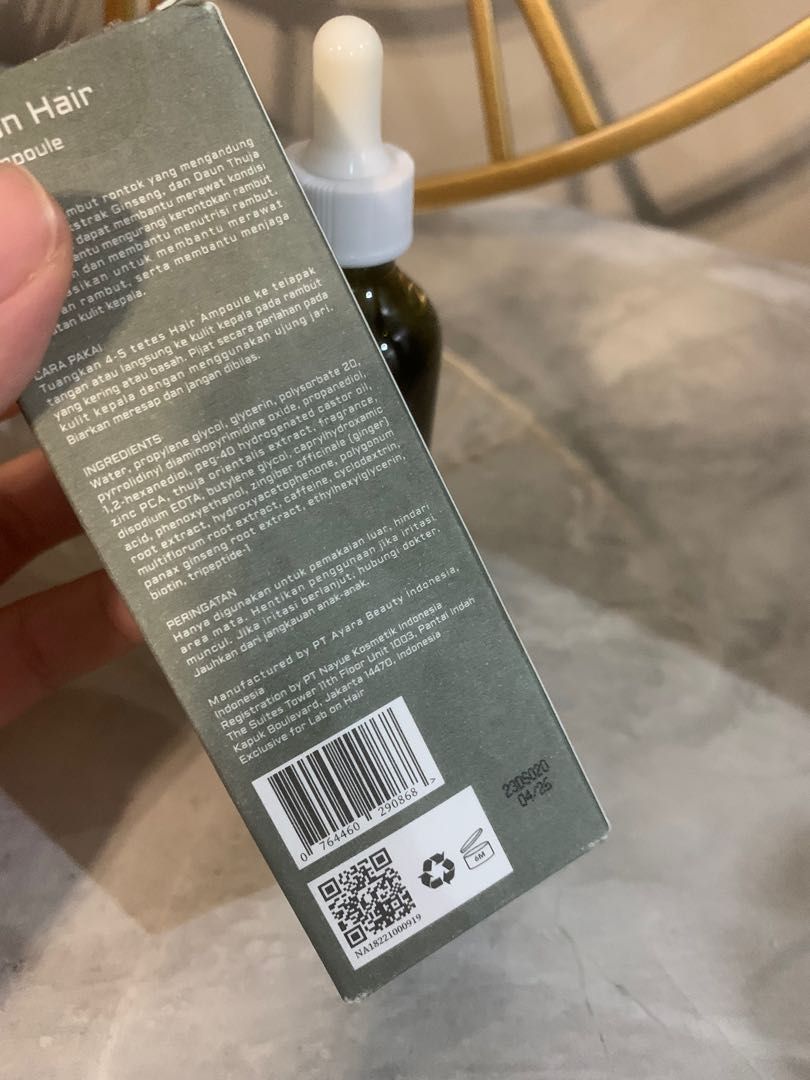 Hair
mbut rontok yang mengandung
strak Ginseng, dan Daun Thuja
dapat membantu merawat kondisi
antu mengurangi kerontokan rambut
dan membantu menutrisi rambut.
sikan untuk membantu merawat
an rambut, serta membantu menjaga
tan kulit kepala.
CARA PAKAI
Tuangkan 4-5 tetes Hair Ampoule ke telapak
tangan atau langsung ke kulit kepala pada rambut
yang kering atau basah. Pijat secara perlahan pada
kulit kepala dengan menggunakan ujung jari.
Biarkan meresap dan jangan dibilas.
INGREDIENTS
Water, propylene glycol, glycerin, polysorbate 20,
pyrrolidinyl diaminopyrimidine oxide, propanediol,
1,2-hexanediol, peg-40 hydrogenated castor oil,
zinc PCA, thuja orientalis extract, fragrance,
disodium EDTA, butylene glycol, caprylhydroxamic
acid, phenoxyethanol, zingiber officinale (ginger)
root extract, hydroxyacetophenone, polygonum
multiflorum root extract, caffeine, cyclodextrin,
panax ginseng root extract, ethylhexylglycerin,
biotin, tripeptide-1
PERINGATAN
Hanya digunakan untuk pemakaian luar, hindari
area mata. Hentikan penggunaan jika iritasi
muncul. Jika iritasi berlanjut, hubungi dokter.
Jauhkan dari jangkauan anak-anak.
Manufactured by PT Ayara Beauty Indonesia,
Indonesia
Registration by PT Nayue Kosmetik Indonesia
The Suites Tower 11th Floor Unit 1003, Pantai Indah
Kapuk Boulevard, Jakarta 14470, Indonesia
Exclusive for Lab on Hair
0 764460 290868 >
NA18221000919
6M
23DS020
04/26